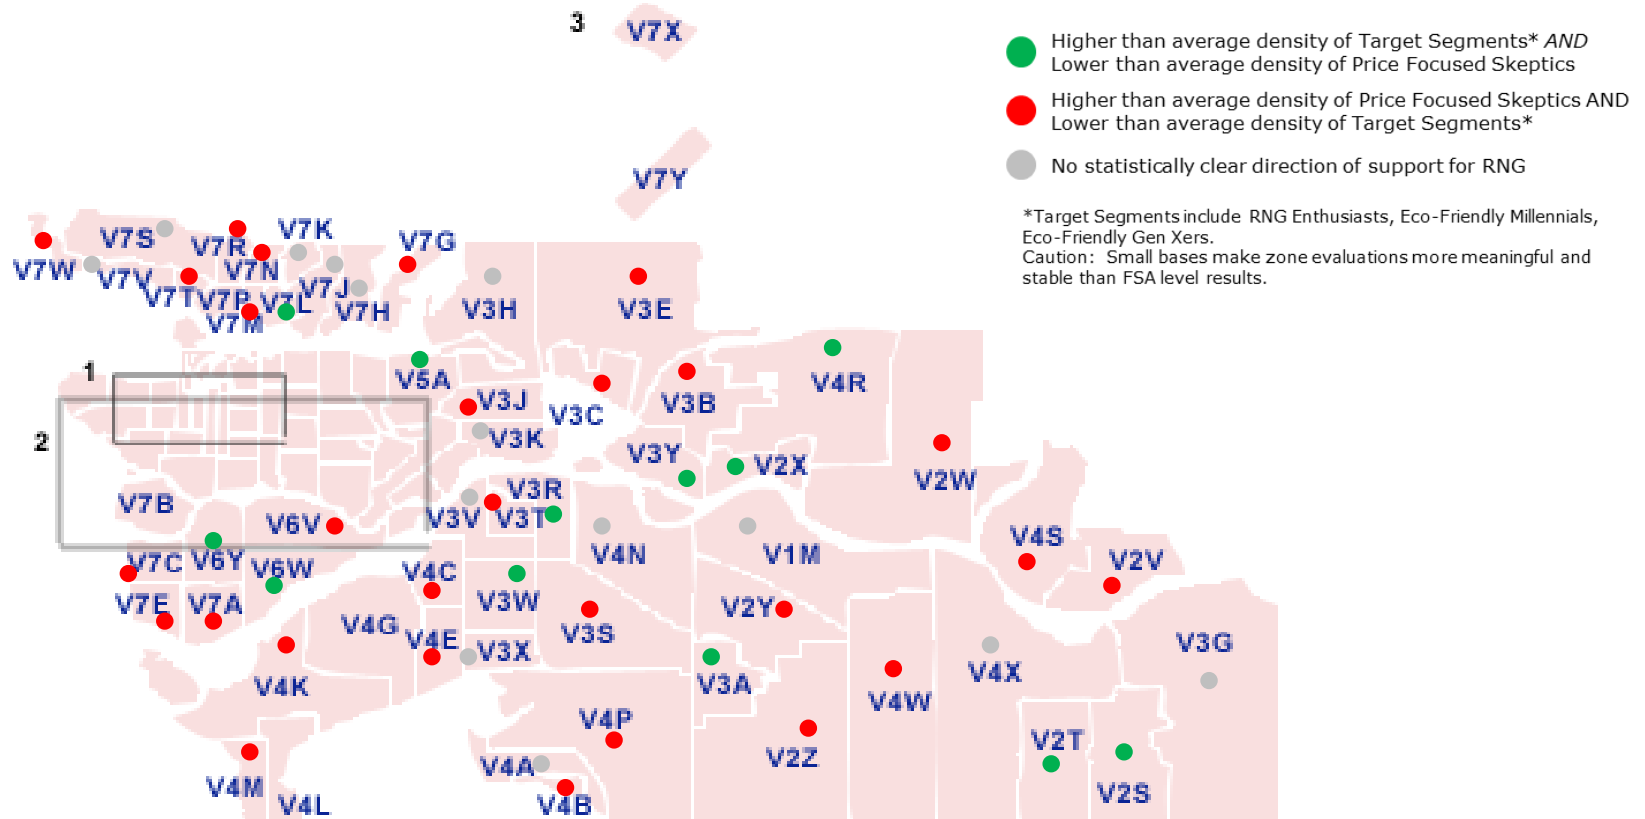 3
V7X
Higher than average density of Target Segments* AND
Lower than average density of Price Focused Skeptics
Higher than average density of Price Focused Skeptics AND
Lower than average density of Target Segments*
No statistically clear direction of support for RNG
V7Y
*Target Segments include RNG Enthusiasts, Eco-Friendly Millennials,
Eco-Friendly Gen Xers.
Caution: Small bases make zone evaluations more meaningful and
stable than FSA level results.
V7S
V7R
V7K
V7G
V7W
V7V
V7N
V7T
V7P
V7L
V7J
V7H
V7M
V3H
V3E
1
V5A
V4R
V3J
V3C
V3B
2
V3K
V3Y
V2X
V2W
V7B
V6V
V3V
V3R
V3T
V4N
V1M
V4S
V2V
V7C
V6Y
V6W
V4C
V7E
V7A
V3W
V2Y
V4G
V4E
V3X
V3S
V3G
V4K
V3A
V4W
V4X
V4P
V2Z
V2T
V4A
V4M
V4L
V4B
V2S